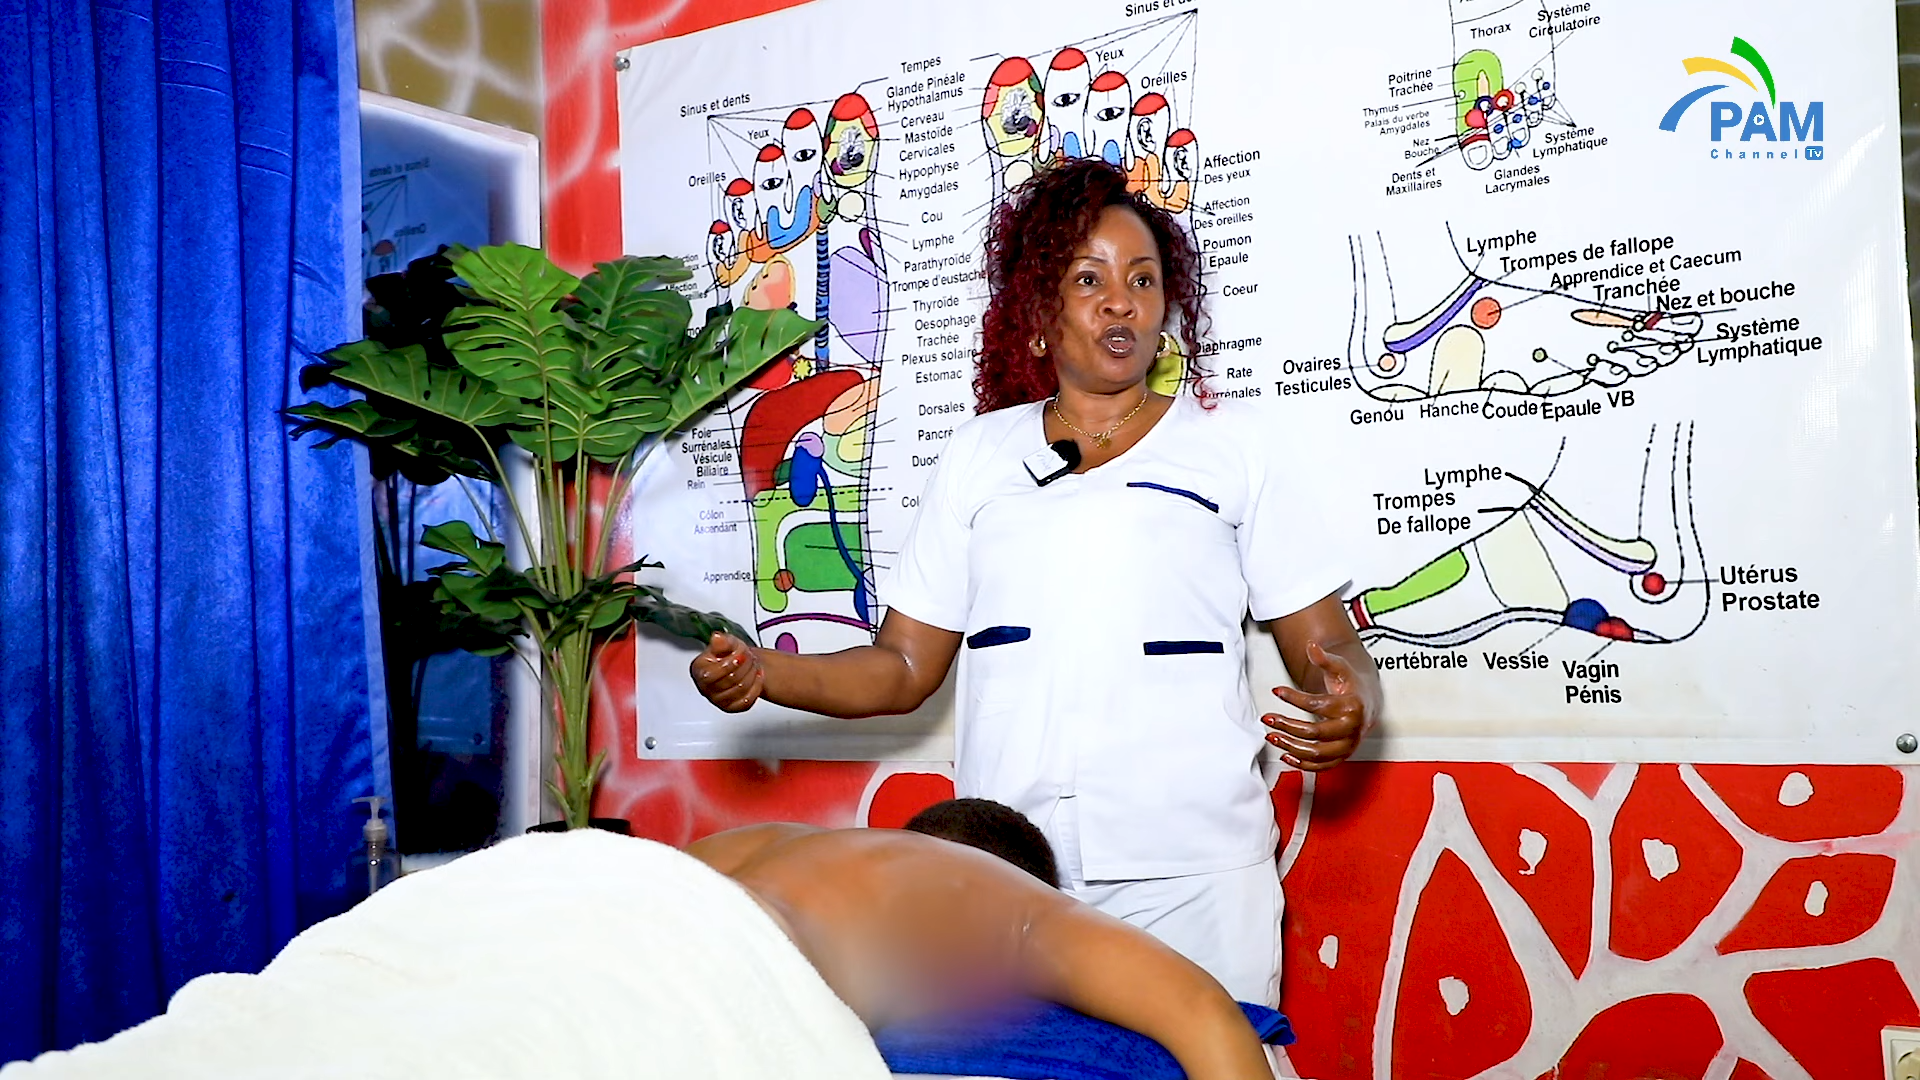 Sinus et dents
Yeux
Oreilles
Tempes
Glande Pinéale
Hypothalamus
Cerveau
Mastoïde
Cervicales
Hypophyse
Amygdales
Cou
Lymphe
Parathyroïde
Trompe d'eustache
Thyroïde
Oesophage
Trachée
Plexus solaire
Estomac
Dorsales
Foie
Surrénales
Vésicule
Biliaire
Rein
Côlon
Ascendant
Apprendice
Yeux
Oreilles
Affection
Des yeux
Affection
Des oreilles
Poumon
Epaule
Coeur
Diaphragme
Rate
Thorax
Système
Circulatoire
Poitrine
Trachée
Thymus
Palais du verbe
Amygdales
Nez
Bouche
Dents et
Maxillaires
Glandes
Lacrymales
Système
Lymphatique
PAM
Channel Tv
Lymphe
Trompes de fallope
Apprendice et Caecum
Tranchée
Nez et bouche
Système
Lymphatique
Ovaires
Testicules
Genou Hanche Coude Epaule VB
Lymphe
Trompes
De fallope
Utérus
Prostate
vertébrale Vessie Vagin
Pénis